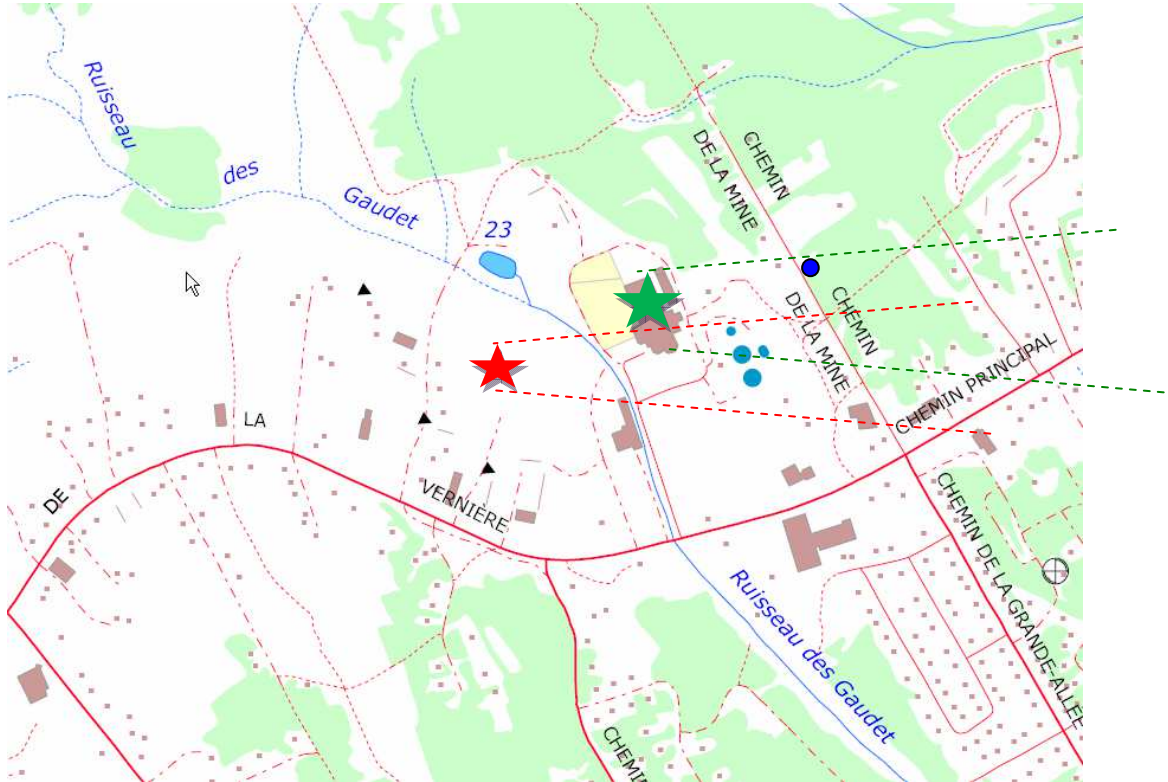 Ruisseau
des
Gaudet
23
CHEMIN
DE LA MINE
CHEMIN
DE LA MINE
CHEMIN PRINCIPAL
LA
DE
VERNIÈRE
CHEMIN DE LA GRANDE-ALLÉE
Ruisseau des Gaudet
CHEMIN